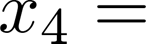 x_4 =